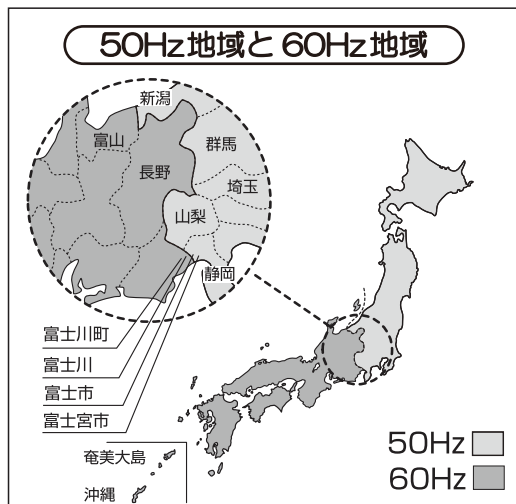 50Hz地域と60Hz地域
新潟
富山
群馬
長野
埼玉
山梨
静岡
富士川町
富士川
富士市
富士宮市
奄美大島
沖縄
50Hz
60Hz